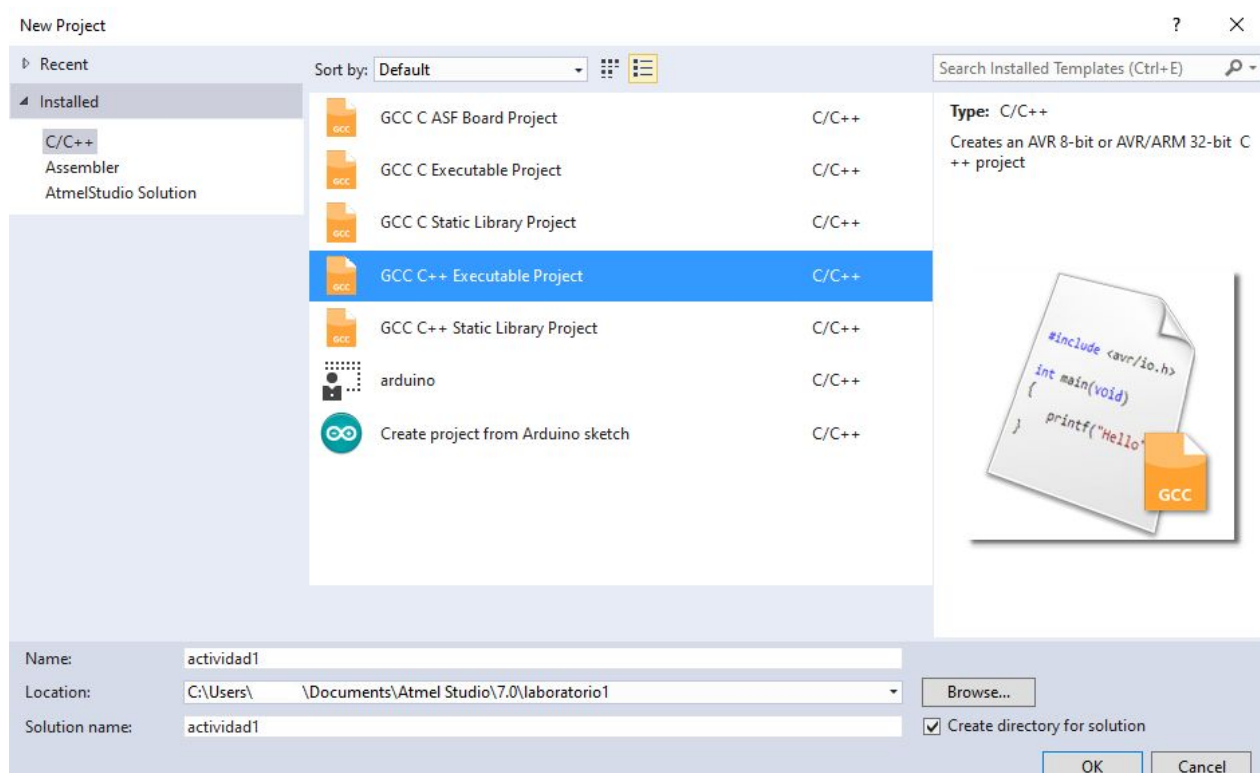 New Project
? X
Recent
Installed
C/C++
Assembler
AtmelStudio Solution
Sort by: Default
Search Installed Templates (Ctrl+E)
GCC C ASF Board Project C/C++
GCC C Executable Project C/C++
GCC C Static Library Project C/C++
GCC C++ Executable Project C/C++
GCC C++ Static Library Project C/C++
arduino C/C++
Create project from Arduino sketch C/C++
GCC
GCC
GCC
GCC
GCC
Type: C/C++
Creates an AVR 8-bit or AVR/ARM 32-bit C
++ project
#include <avr/io.h>
int main(void)
{
printf("Hello"
}
GCC
Name: actividad1
Location: C:\Users\ \Documents\Atmel Studio\7.0\laboratorio1
Browse...
Solution name: actividad1
Create directory for solution
OK Cancel